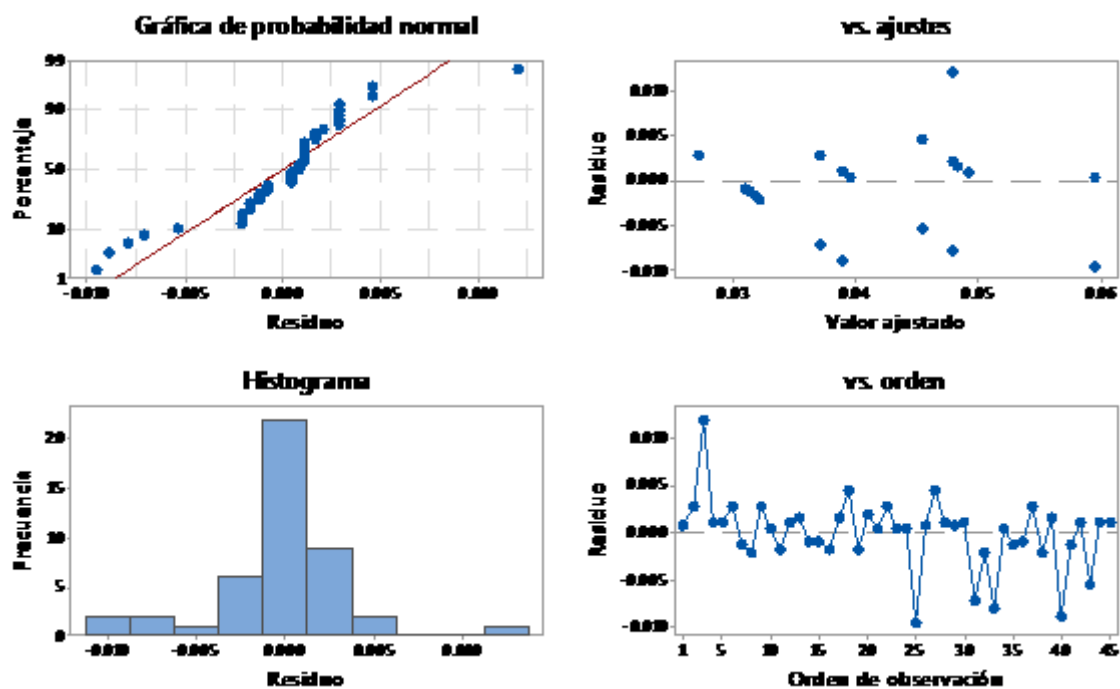 Gráfica de probabilidad normal
99
90
50
10
1
Porcentaje
-0.010 -0.005 0.000 0.005
Residuo
vs. ajustes
0.010
0.005
0.000
-0.005
-0.010
Residuo
0.03 0.04 0.05 0.06
Valor ajustado
Histograma
20
15
10
5
0
Frecuencia
-0.010 -0.005 0.000 0.005
Residuo
vs. orden
0.010
0.005
0.000
-0.005
-0.010
Residuo
1 5 10 15 20 25 30 35 40 45
Orden de observación